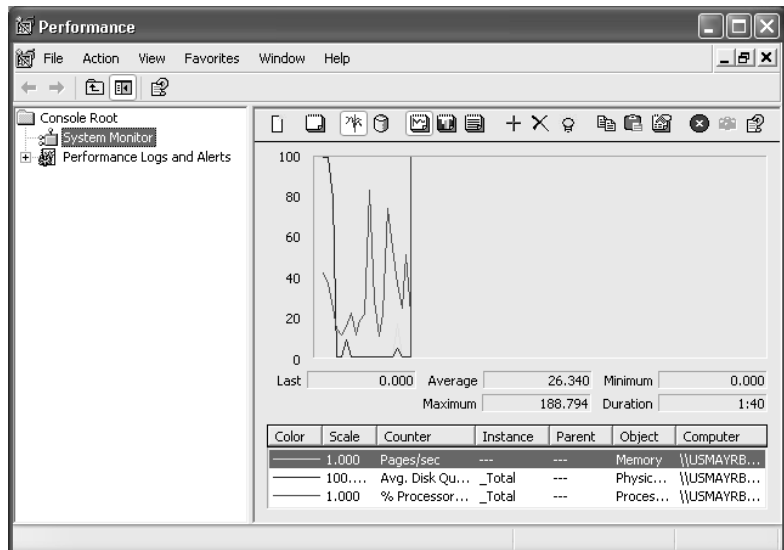 Performance
File Action View Favorites Window Help
Console Root
System Monitor
Performance Logs and Alerts
100
80
60
40
20
0
Last 0.000 Average 26.340 Minimum 0.000
Maximum 188.794 Duration 1:40
Color Scale Counter Instance Parent Object Computer
1.000 Pages/sec --- --- Memory \\USMAYRB...
100.... Avg. Disk Qu... _Total --- Physic... \\USMAYRB...
1.000 % Processor... _Total --- Proces... \\USMAYRB...